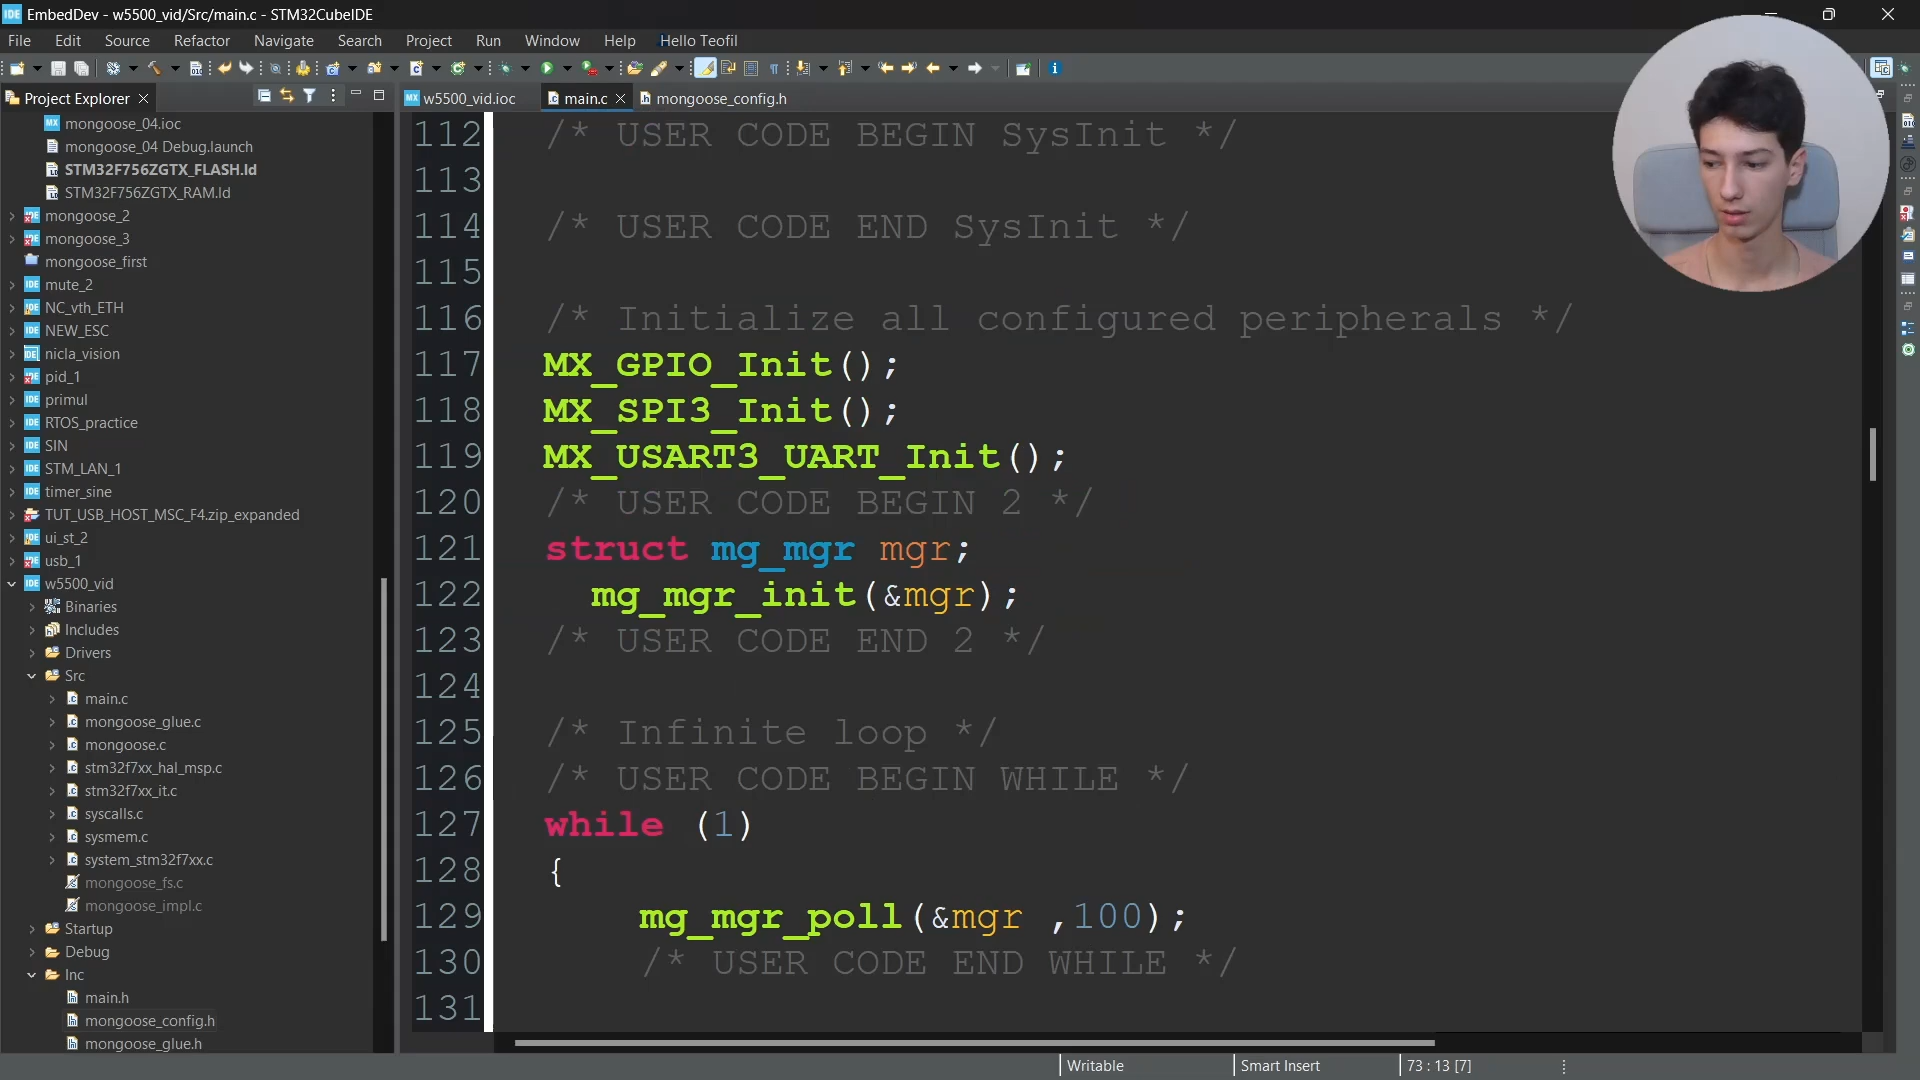 EmbedDev - w5500_vid/Src/main.c - STM32CubeIDE
File Edit Source Refactor Navigate Search Project Run Window Help Hello Teofil
Project Explorer
w5500_vid.ioc
main.c
mongoose_config.h
mongoose_04.ioc
mongoose_04 Debug.launch
STM32F756ZGTX_FLASH.ld
STM32F756ZGTX_RAM.ld
mongoose_2
mongoose_3
mongoose_first
mute_2
NC_vth_ETH
NEW_ESC
nicla_vision
pid_1
primul
RTOS_practice
SIN
STM_LAN_1
timer_sine
TUT_USB_HOST_MSC_F4.zip_expanded
ui_st_2
usb_1
w5500_vid
Binaries
Includes
Drivers
Src
main.c
mongoose_glue.c
mongoose.c
stm32f7xx_hal_msp.c
stm32f7xx_it.c
syscalls.c
sysmem.c
system_stm32f7xx.c
mongoose_fs.c
mongoose_impl.c
Startup
Debug
Inc
main.h
mongoose_config.h
mongoose_glue.h
112 /* USER CODE BEGIN SysInit */
113
114 /* USER CODE END SysInit */
115
116 /* Initialize all configured peripherals */
117 MX_GPIO_Init();
118 MX_SPI3_Init();
119 MX_USART3_UART_Init();
120 /* USER CODE BEGIN 2 */
121 struct mg_mgr mgr;
122 mg_mgr_init(&mgr);
123 /* USER CODE END 2 */
124
125 /* Infinite loop */
126 /* USER CODE BEGIN WHILE */
127 while (1)
128 {
129 mg_mgr_poll(&mgr ,100);
130 /* USER CODE END WHILE */
131
Writable
Smart Insert
73 : 13 [7]